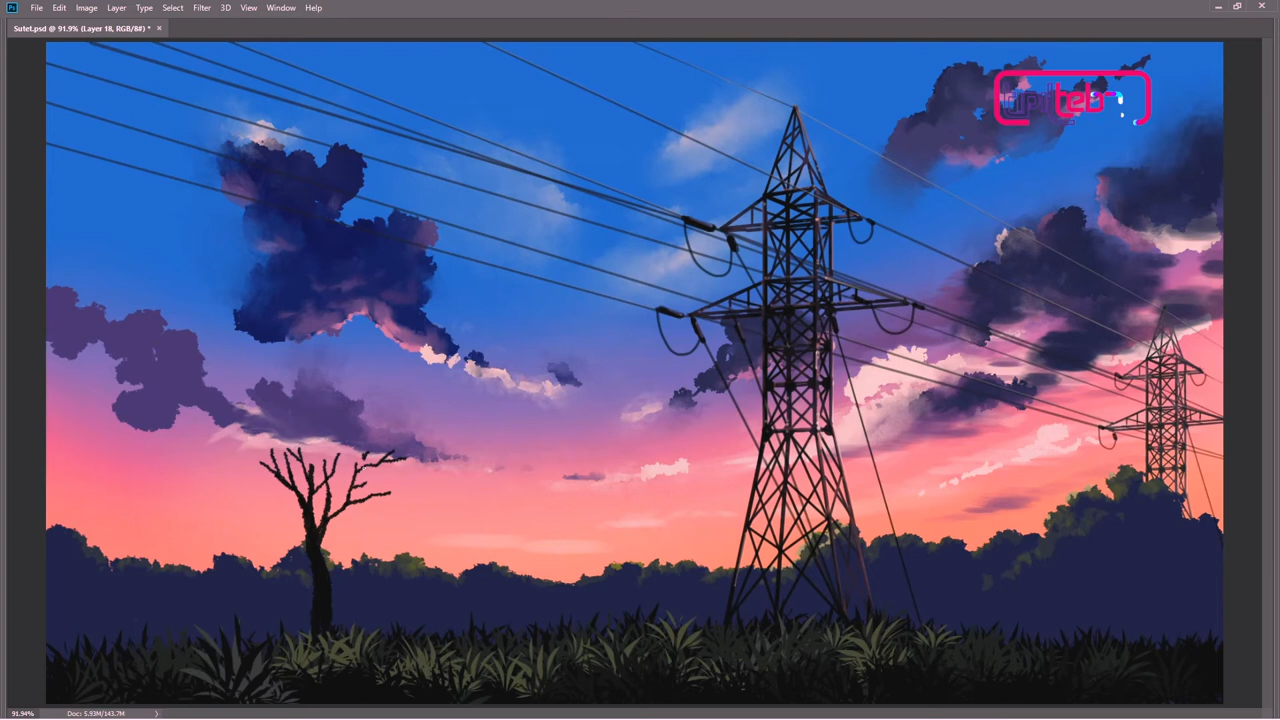 Ps File Edit Image Layer Type Select Filter 3D View Window Help
Sutet.psd @ 91.9% (Layer 18, RGB/8#) * ×
91.94% Doc: 5.93M/143.7M